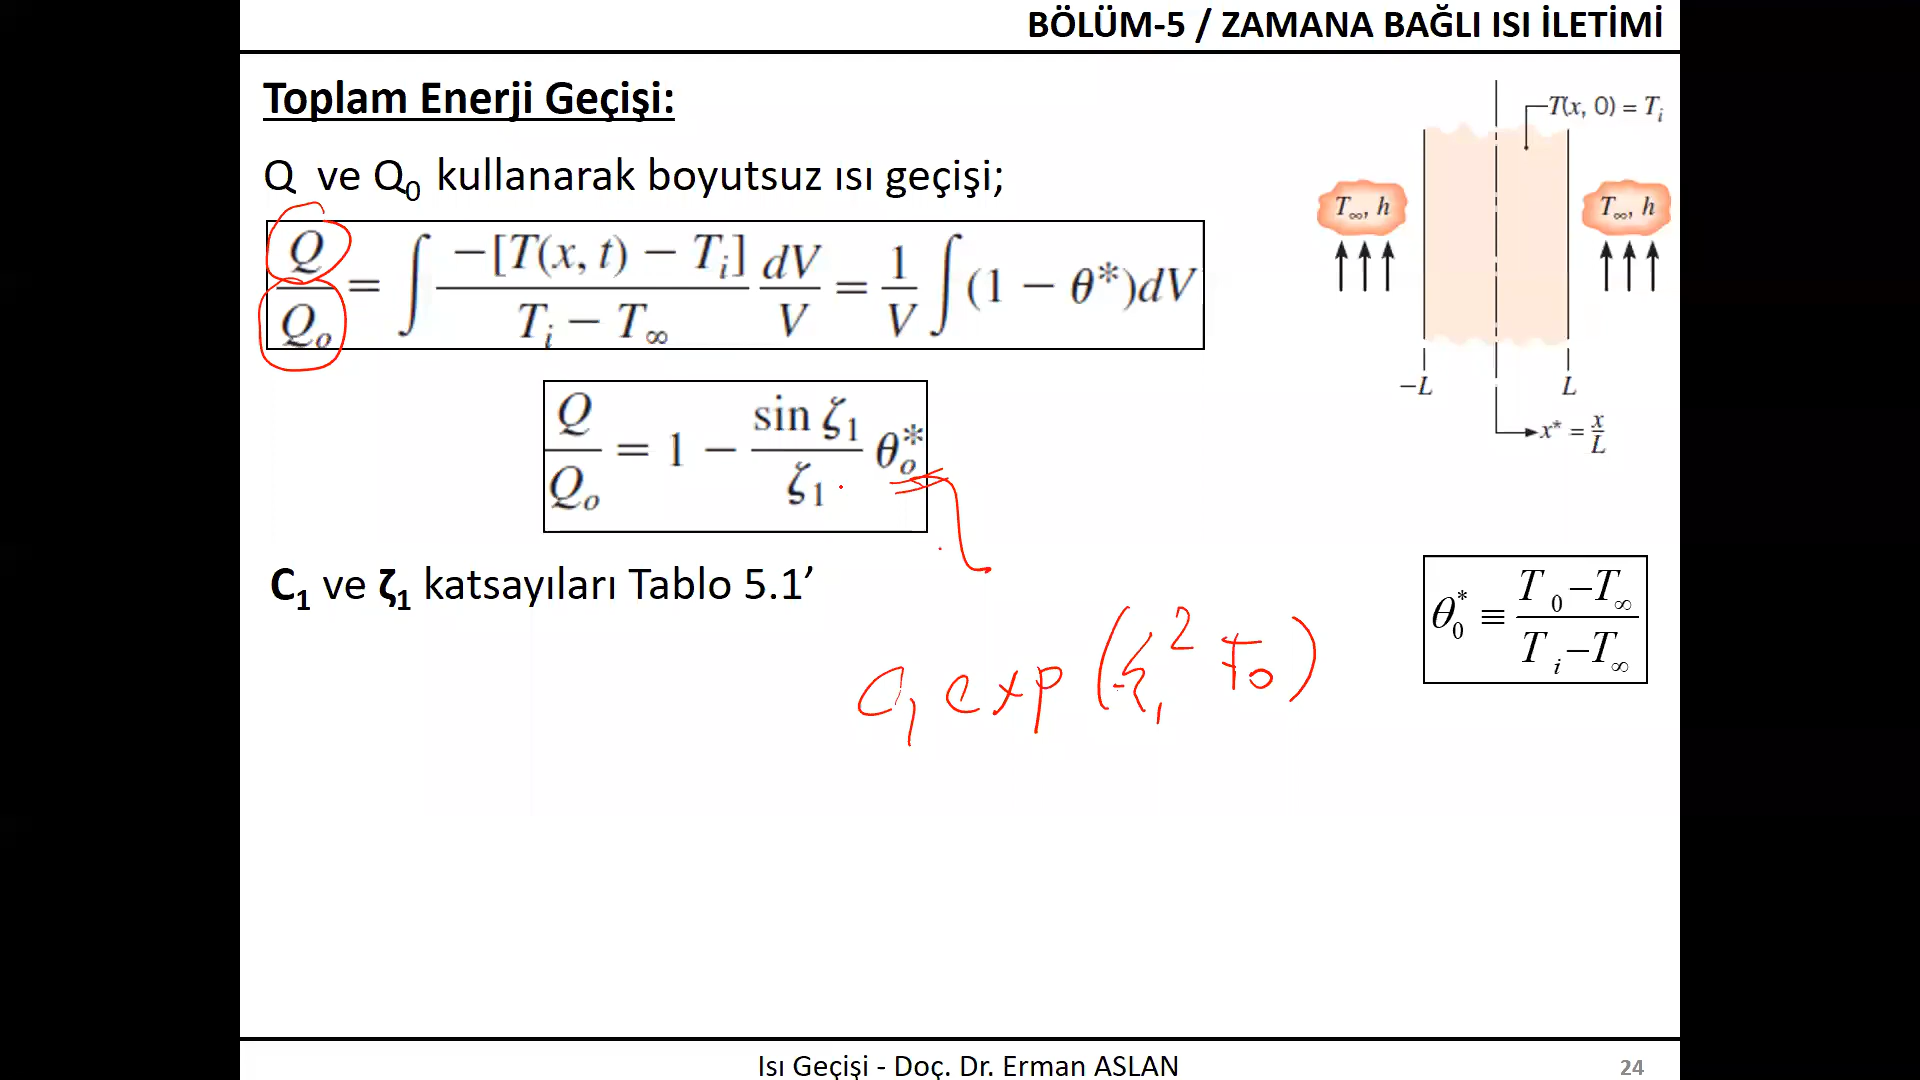 BÖLÜM-5 / ZAMANA BAĞLI ISI İLETİMİ
Toplam Enerji Geçişi:
Q ve Q₀ kullanarak boyutsuz ısı geçişi;
Q/Qₒ = ∫ −[T(x, t) − Tᵢ]/(Tᵢ − T∞) dV/V = 1/V ∫(1 − θ*)dV
Q/Qₒ = 1 − sin ζ₁/ζ₁ θₒ*
C₁ ve ζ₁ katsayıları Tablo 5.1’
C₁ exp(-ζ₁² Fo)
T(x, 0) = Tᵢ
T∞, h
T∞, h
−L
L
x* = x/L
θ₀* ≡ (T₀ − T∞)/(Tᵢ − T∞)
Isı Geçişi - Doç. Dr. Erman ASLAN
24